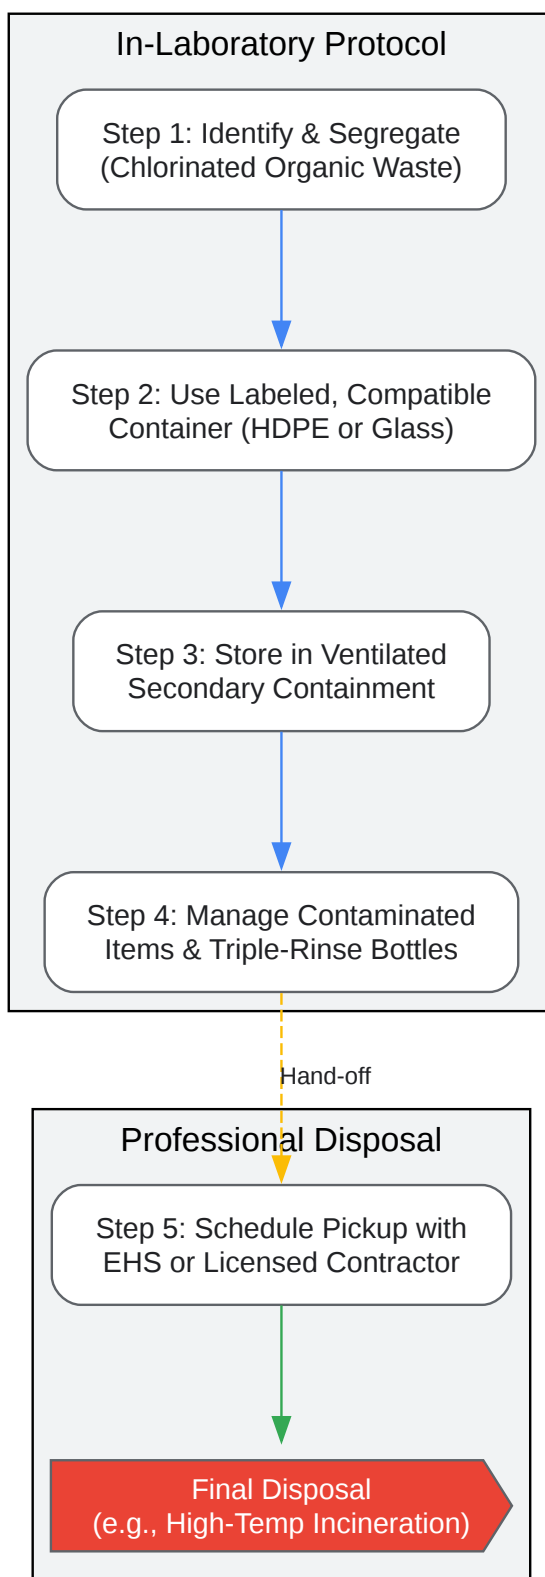 In-Laboratory Protocol
Step 1: Identify & Segregate
(Chlorinated Organic Waste)
Step 2: Use Labeled, Compatible
Container (HDPE or Glass)
Step 3: Store in Ventilated
Secondary Containment
Step 4: Manage Contaminated
Items & Triple-Rinse Bottles
Hand-off
Professional Disposal
Step 5: Schedule Pickup with
EHS or Licensed Contractor
Final Disposal
(e.g., High-Temp Incineration)